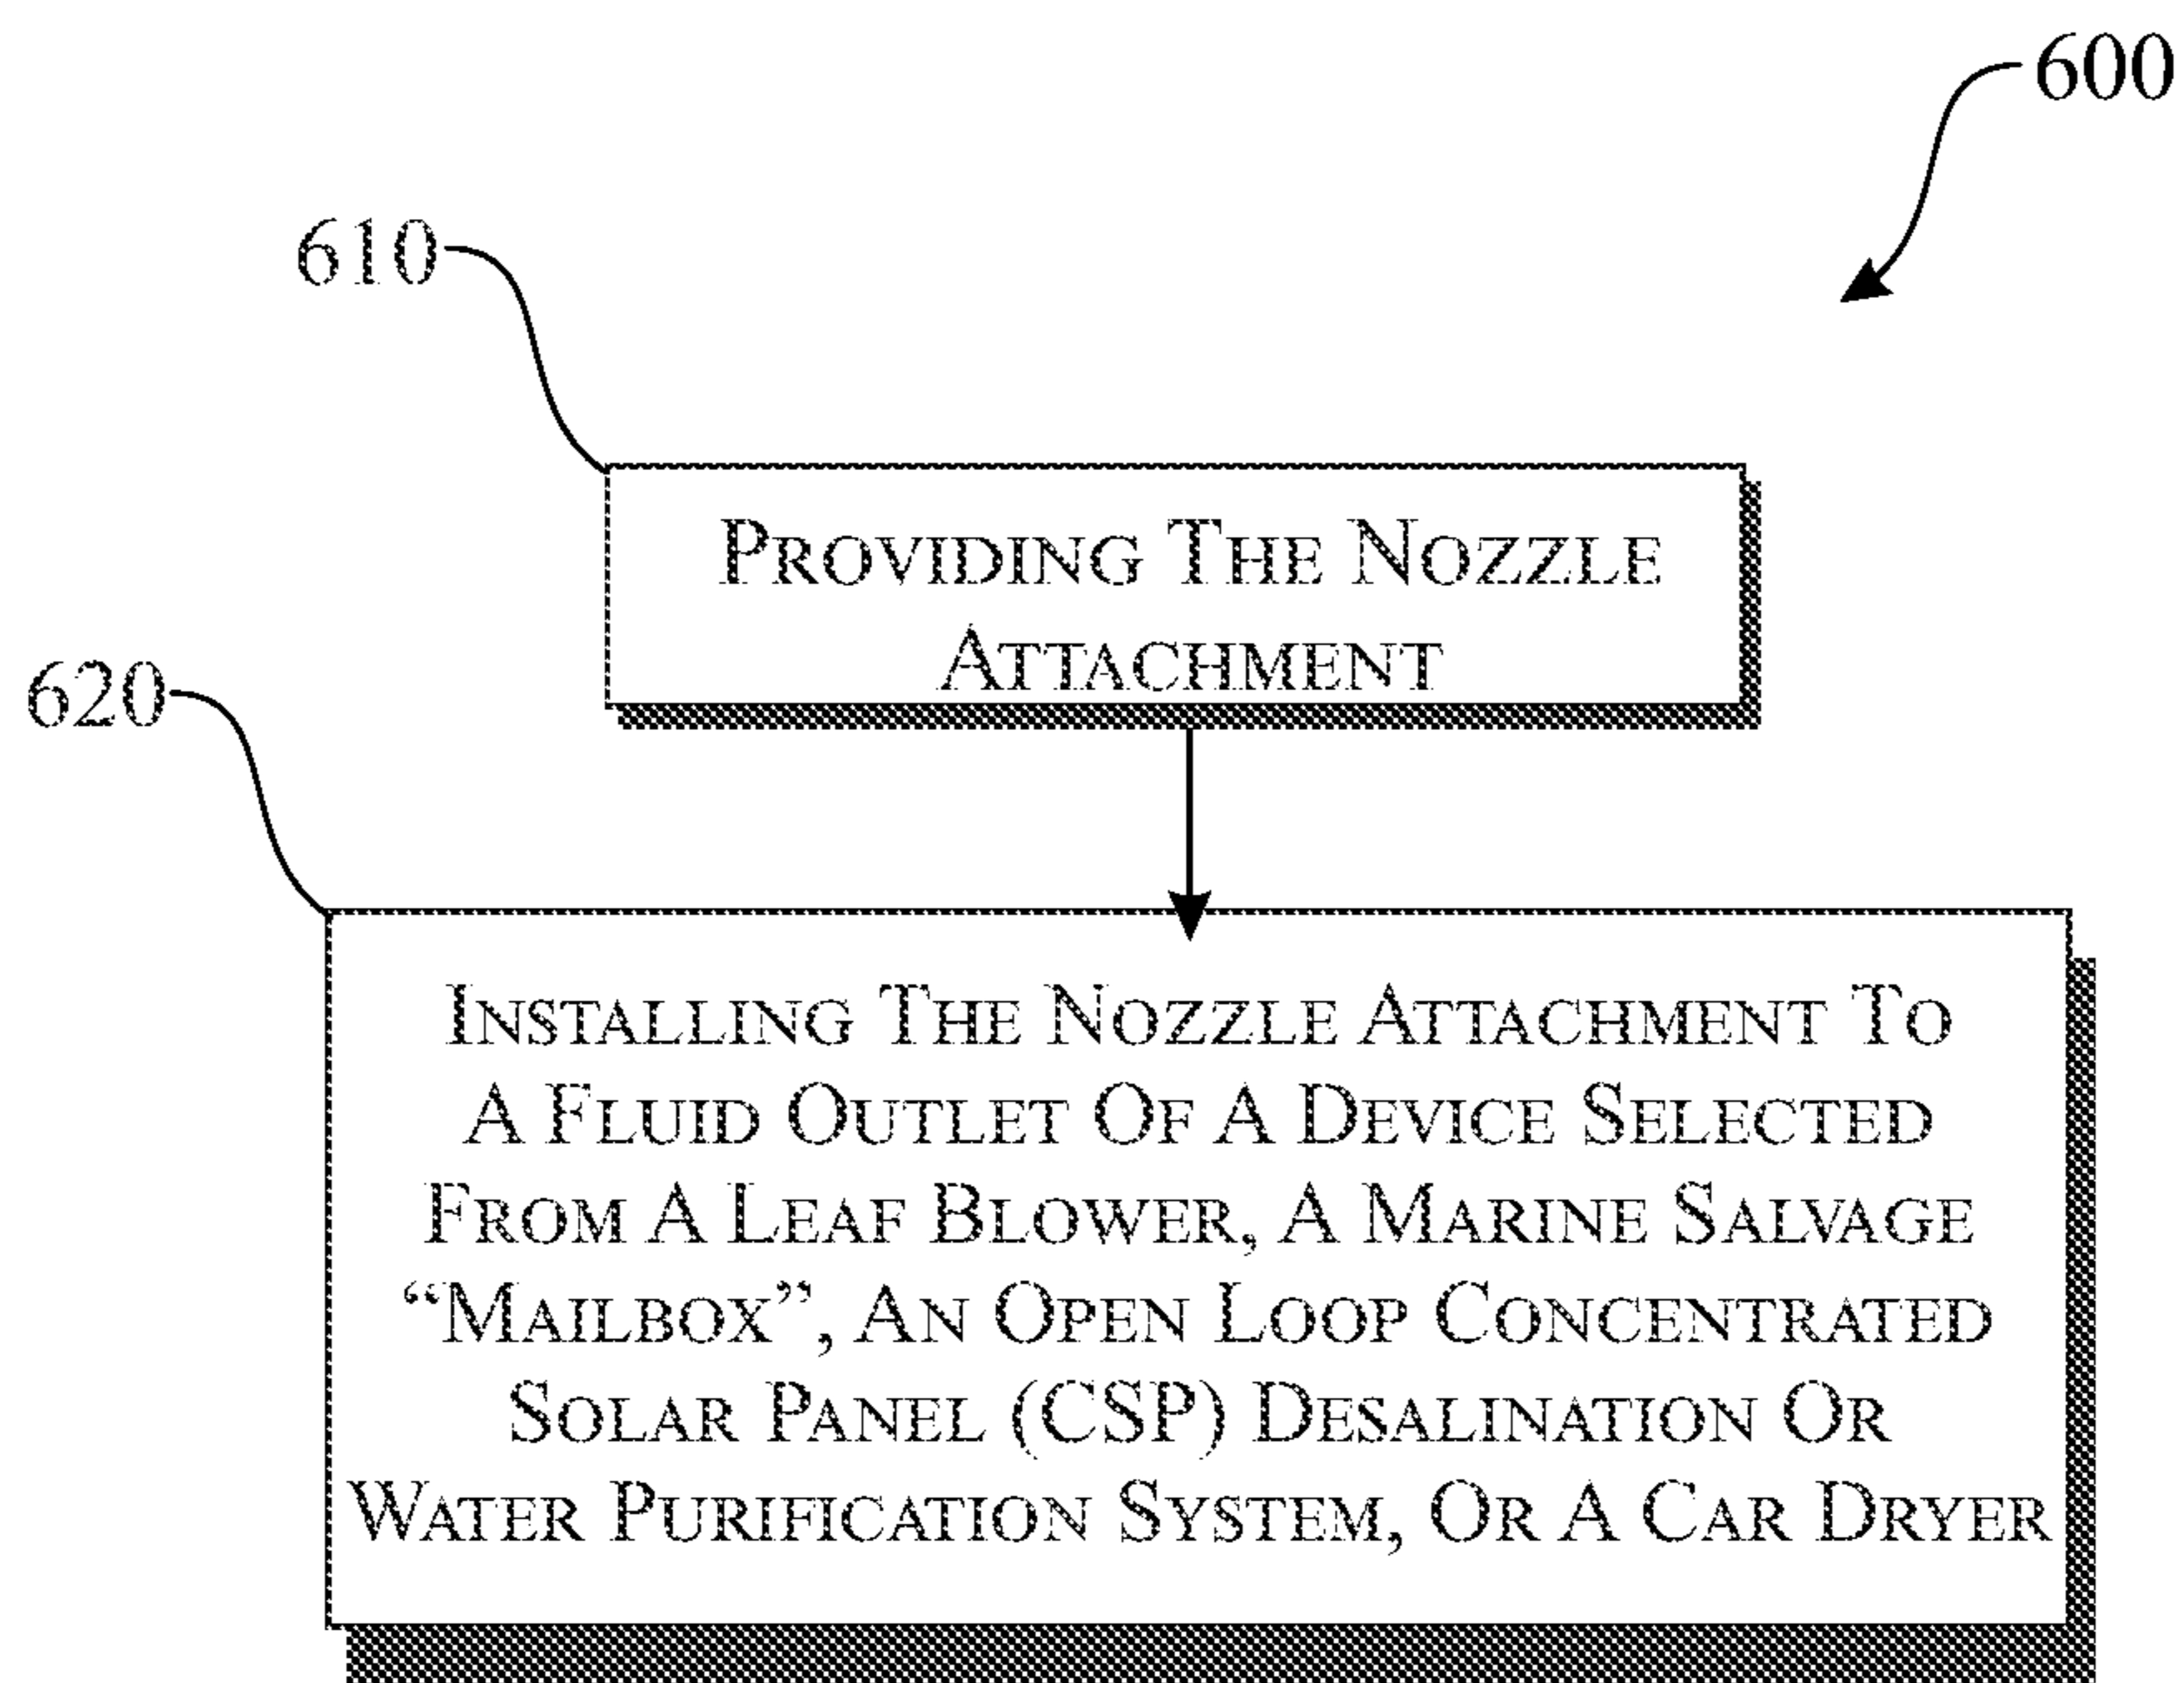 600
610
PROVIDING THE NOZZLE
ATTACHMENT
620
INSTALLING THE NOZZLE ATTACHMENT TO
A FLUID OUTLET OF A DEVICE SELECTED
FROM A LEAF BLOWER, A MARINE SALVAGE
“MAILBOX”, AN OPEN LOOP CONCENTRATED
SOLAR PANEL (CSP) DESALINATION OR
WATER PURIFICATION SYSTEM, OR A CAR DRYER